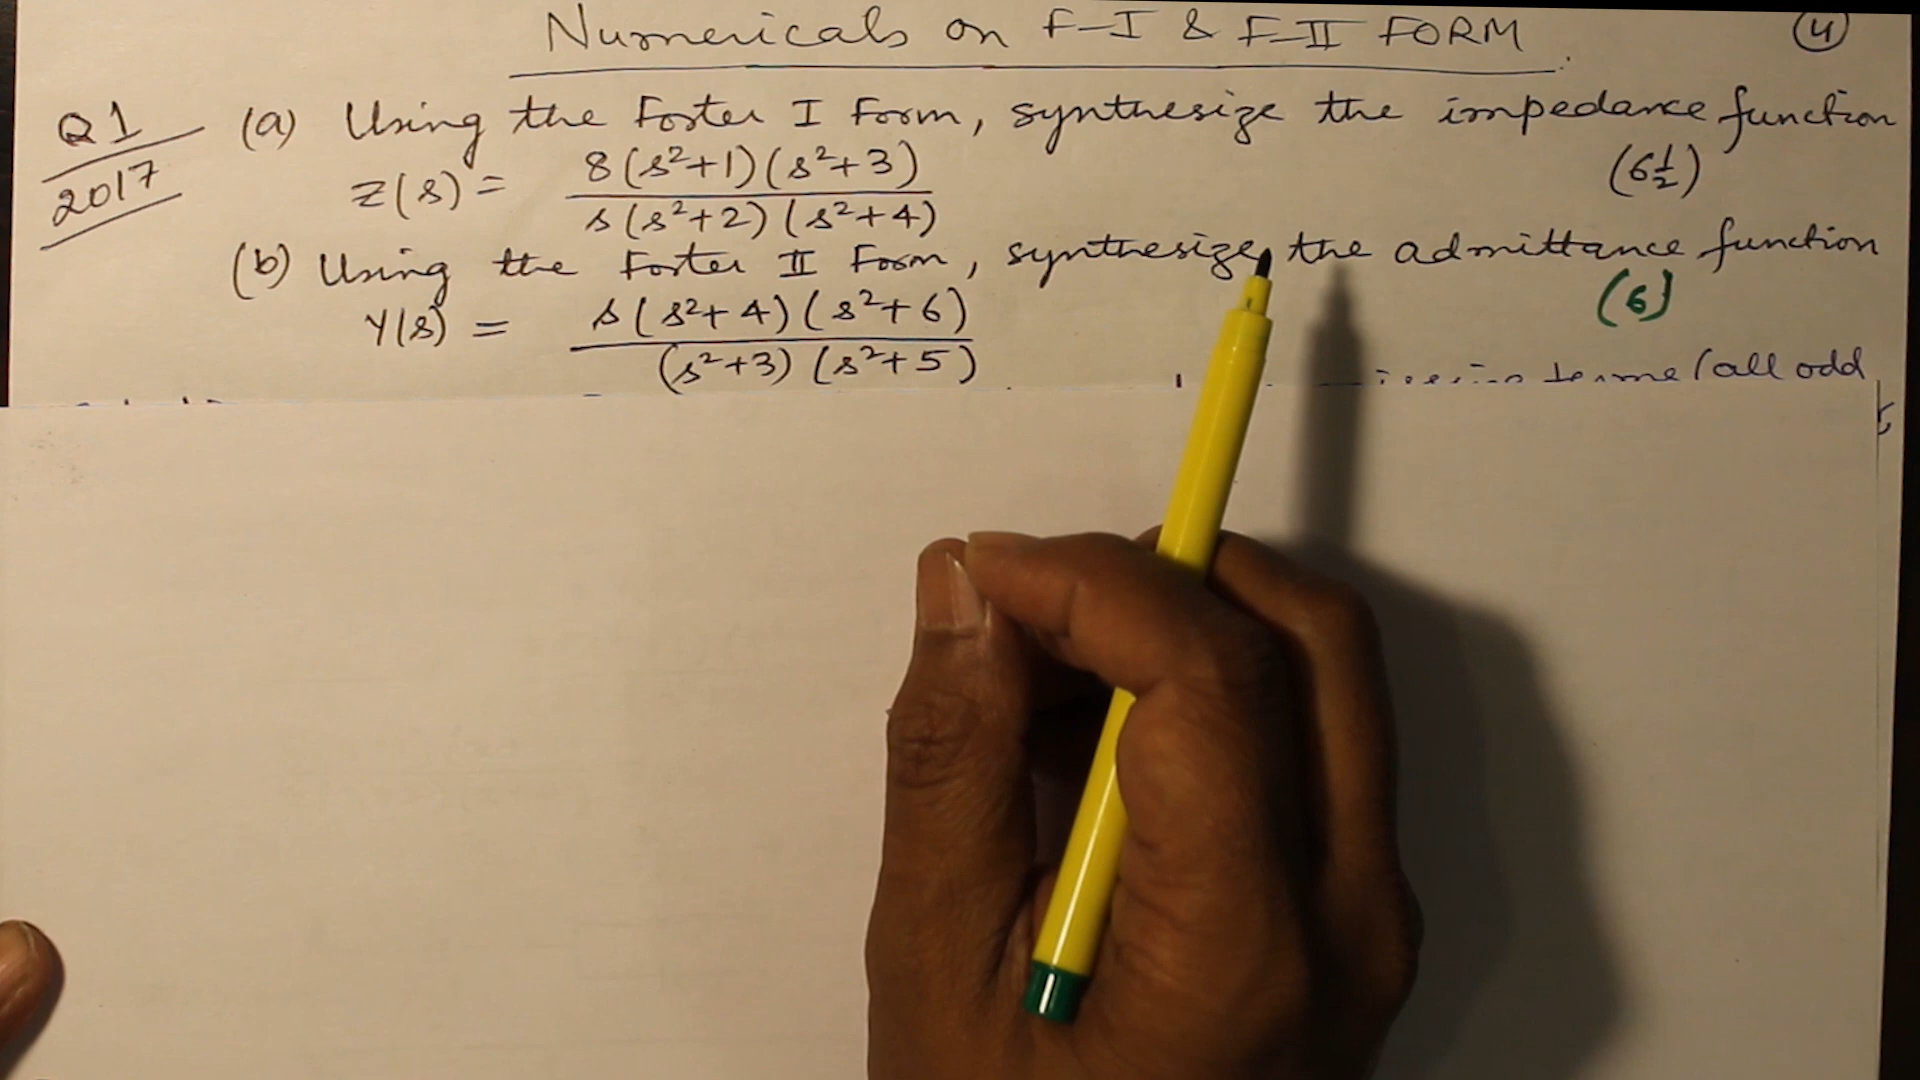 Numericals on F-I & F-II FORM
4
Q1
2017
(a) Using the Foster I Form, synthesize the impedance function
Z(s) = 8(s²+1)(s²+3) / s(s²+2)(s²+4)
(6½)
(b) Using the Foster II Form, synthesize the admittance function
Y(s) = s(s²+4)(s²+6) / (s²+3)(s²+5)
(6)
(all odd